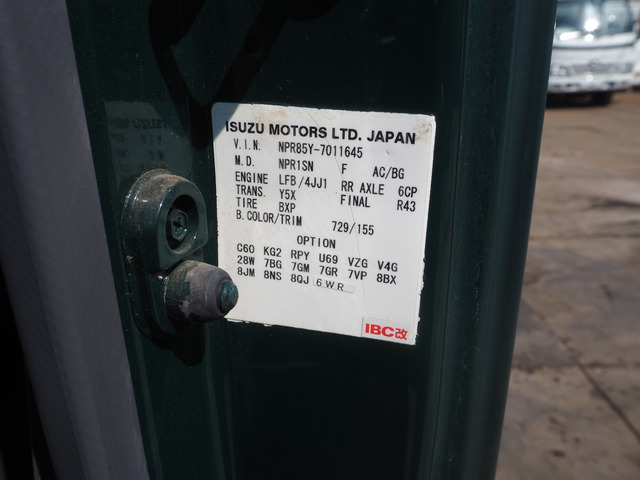 ISUZU MOTORS LTD. JAPAN
V.I.N. NPR85Y-7011645
M.D. NPR1SN F AC/BG
ENGINE LFB/4JJ1 RR AXLE 6CP
TRANS. Y5X FINAL R43
TIRE BXP
B.COLOR/TRIM 729/155
OPTION
C60 KG2 RPY U69 VZG V4G
28W 7BG 7GM 7GR 7VP 8BX
8JM 8NS 8QJ 6WR
IBC改